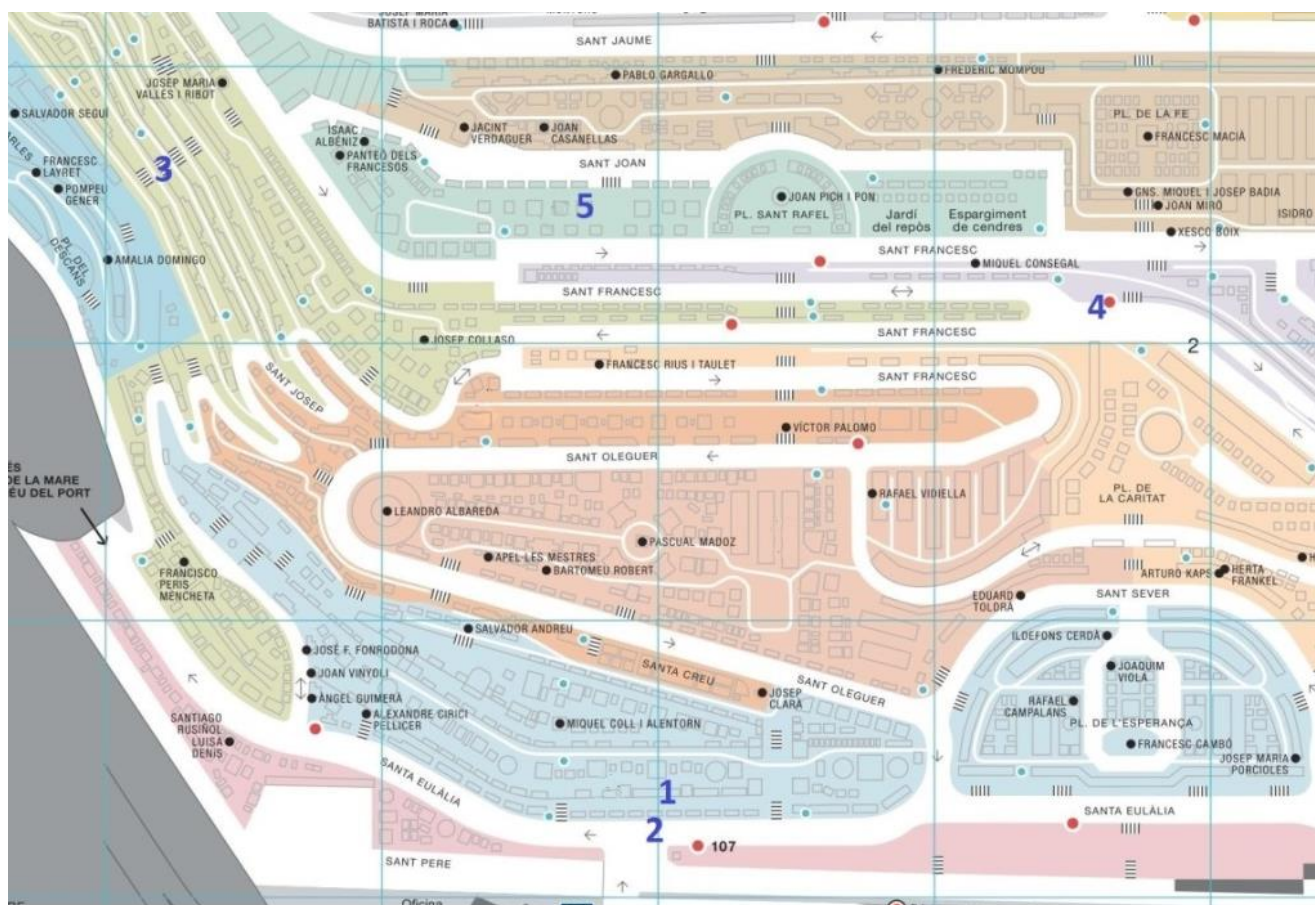 JOSEP MARIA
BATISTA I ROCA
SANT JAUME
PABLO GARGALLO
FREDERIC MOMPOU
JOSEP MARIA
VALLÈS I RIBOT
SALVADOR SEGUÍ
ISAAC
ALBÉNIZ
PANTEÓ DELS
FRANCESOS
JACINT
VERDAGUER
JOAN
CASANELLAS
PL. DE LA FE
FRANCESC MACIÀ
SANT JOAN
3
FRANCESC
LAYRET
POMPEU
GENER
5
JOAN PICH I PON
PL. SANT RAFEL
Jardí
del repòs
Espargiment
de cendres
GNS. MIQUEL I JOSEP BADIA
JOAN MIRÓ
ISIDRO
XESCO BOIX
PL. DEL
DESCANS
AMALIA DOMINGO
SANT FRANCESC
MIQUEL CONSEGAL
SANT FRANCESC
4
SANT FRANCESC
JOSEP COLLASO
2
FRANCESC RIUS I TAULET
SANT FRANCESC
SANT JOSEP
VÍCTOR PALOMO
SANT OLEGUER
DE LA MARE
ÉU DEL PORT
LEANDRO ALBAREDA
RAFAEL VIDIELLA
PL. DE
LA CARITAT
PASCUAL MADOZ
APEL·LES MESTRES
BARTOMEU ROBERT
FRANCISCO
PERIS
MENCHETA
ARTURO KAPS
HERTA
FRANKEL
EDUARD
TOLDRÀ
SANT SEVER
SALVADOR ANDREU
ILDEFONS CERDÀ
JOSÉ F. FONRODONA
JOAN VINYOLI
ÀNGEL GUIMERÀ
ALEXANDRE CIRICI
PELLICER
SANTA CREU
JOSEP
CLARÀ
SANT OLEGUER
JOAQUIM
VIOLA
RAFAEL
CAMPALANS
PL. DE L'ESPERANÇA
FRANCESC CAMBÓ
JOSEP MARIA
PORCIOLES
SANTIAGO
RUSIÑOL
LUISA
DENIS
MIQUEL COLL I ALENTORN
SANTA EULÀLIA
1
2
SANTA EULÀLIA
107
SANT PERE
Oficina